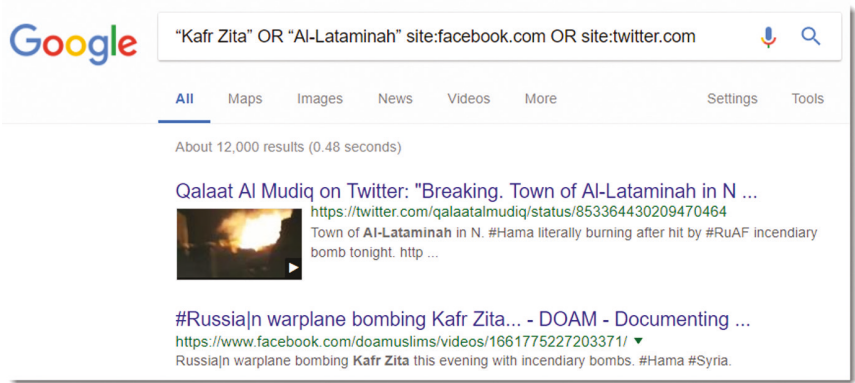 Google
“Kafr Zita” OR “Al-Lataminah” site:facebook.com OR site:twitter.com
All Maps Images News Videos More Settings Tools
About 12,000 results (0.48 seconds)
Qalaat Al Mudiq on Twitter: "Breaking. Town of Al-Lataminah in N ...
https://twitter.com/qalaatalmudiq/status/853364430209470464
Town of Al-Lataminah in N. #Hama literally burning after hit by #RuAF incendiary
bomb tonight. http ...
#Russia|n warplane bombing Kafr Zita... - DOAM - Documenting ...
https://www.facebook.com/doamuslims/videos/1661775227203371/
Russia|n warplane bombing Kafr Zita this evening with incendiary bombs. #Hama #Syria.